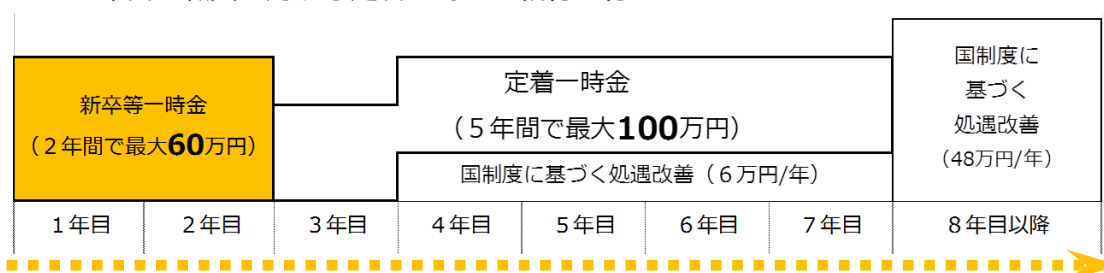 新卒等一時金
（２年間で最大60万円）
定着一時金
（５年間で最大100万円）
国制度に基づく処遇改善（６万円/年）
国制度に
基づく
処遇改善
（48万円/年）
１年目
２年目
３年目
４年目
５年目
６年目
７年目
８年目以降